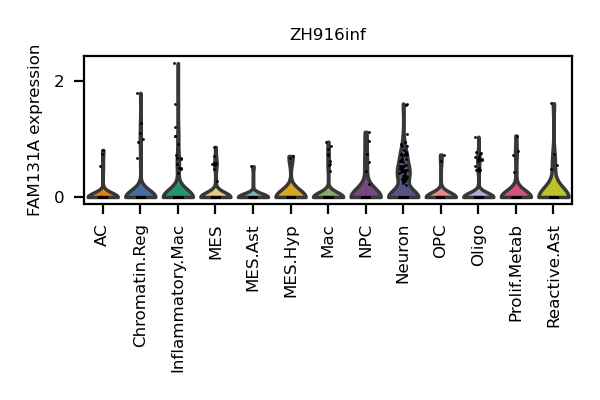 ZH916inf
FAM131A expression
2
0
AC
Chromatin.Reg
Inflammatory.Mac
MES
MES.Ast
MES.Hyp
Mac
NPC
Neuron
OPC
Oligo
Prolif.Metab
Reactive.Ast